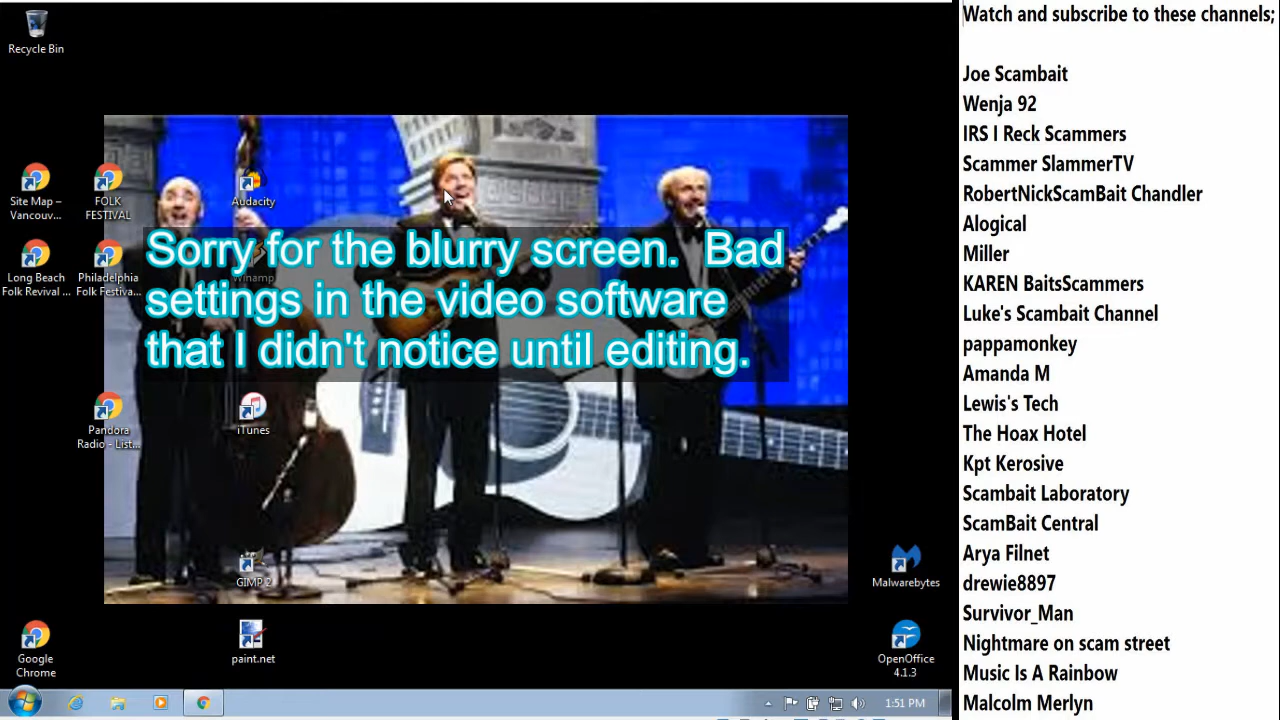 Recycle Bin
Site Map –
Vancouv...
FOLK
FESTIVAL
Audacity
Long Beach
Folk Revival ...
Philadelphia
Folk Festiva...
Winamp
Sorry for the blurry screen.  Bad
settings in the video software
that I didn't notice until editing.
Pandora
Radio - List...
iTunes
GIMP 2
Malwarebytes
Google
Chrome
paint.net
OpenOffice
4.1.3
1:51 PM
Watch and subscribe to these channels;
Joe Scambait
Wenja 92
IRS I Reck Scammers
Scammer SlammerTV
RobertNickScamBait Chandler
Alogical
Miller
KAREN BaitsScammers
Luke's Scambait Channel
pappamonkey
Amanda M
Lewis's Tech
The Hoax Hotel
Kpt Kerosive
Scambait Laboratory
ScamBait Central
Arya Filnet
drewie8897
Survivor_Man
Nightmare on scam street
Music Is A Rainbow
Malcolm Merlyn